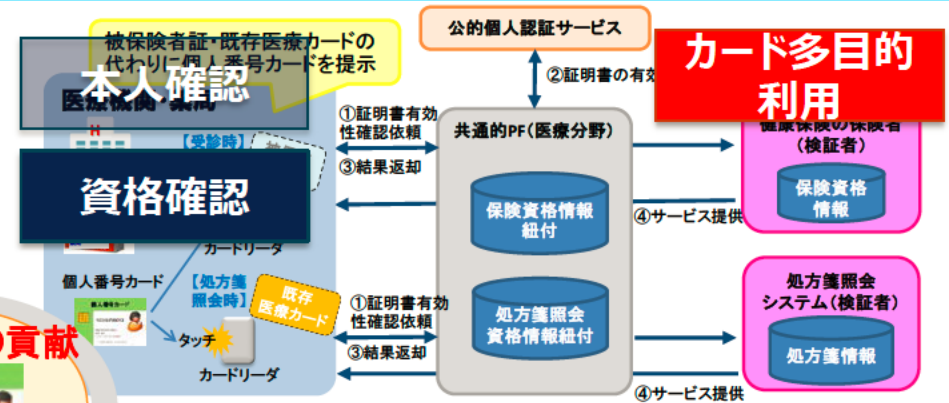 被保険者証・既存医療カードの
代わりに個人番号カードを提示
本人確認
医療機関・薬局
H
【受診時】
資格確認
カードリーダ
個人番号カード
個人番号カード
【処方箋
照会時】
既存
医療カード
タッチ
カードリーダ
貢献
公的個人認証サービス
②証明書の有効
①証明書有効
性確認依頼
③結果返却
共通的PF(医療分野)
保険資格情報
紐付
①証明書有効
性確認依頼
③結果返却
処方箋照会
資格情報紐付
カード多目的
利用
健康保険の保険者
(検証者)
保険資格
情報
④サービス提供
処方箋照会
システム(検証者)
処方箋情報
④サービス提供